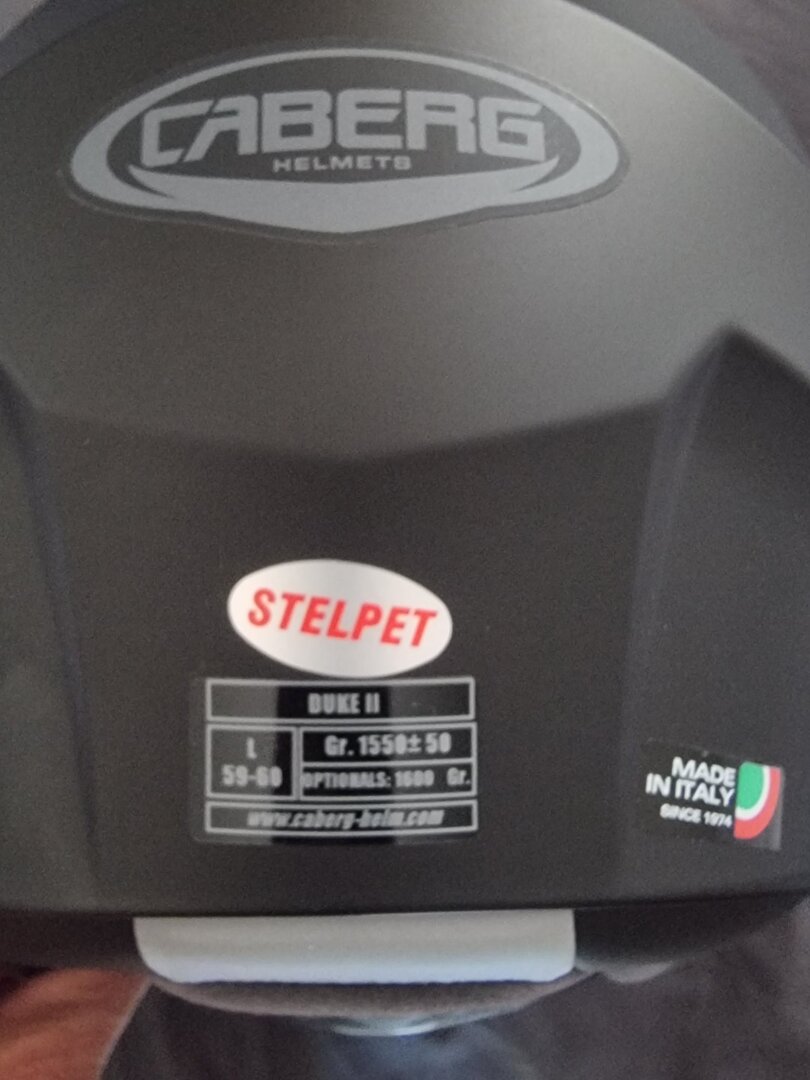 CABERG
HELMETS
STELPET
DUKE II
L
59-60
Gr. 1550± 50
OPTIONALS: 1600 Gr.
www.caberg-helm.com
MADE
IN ITALY
SINCE 1974